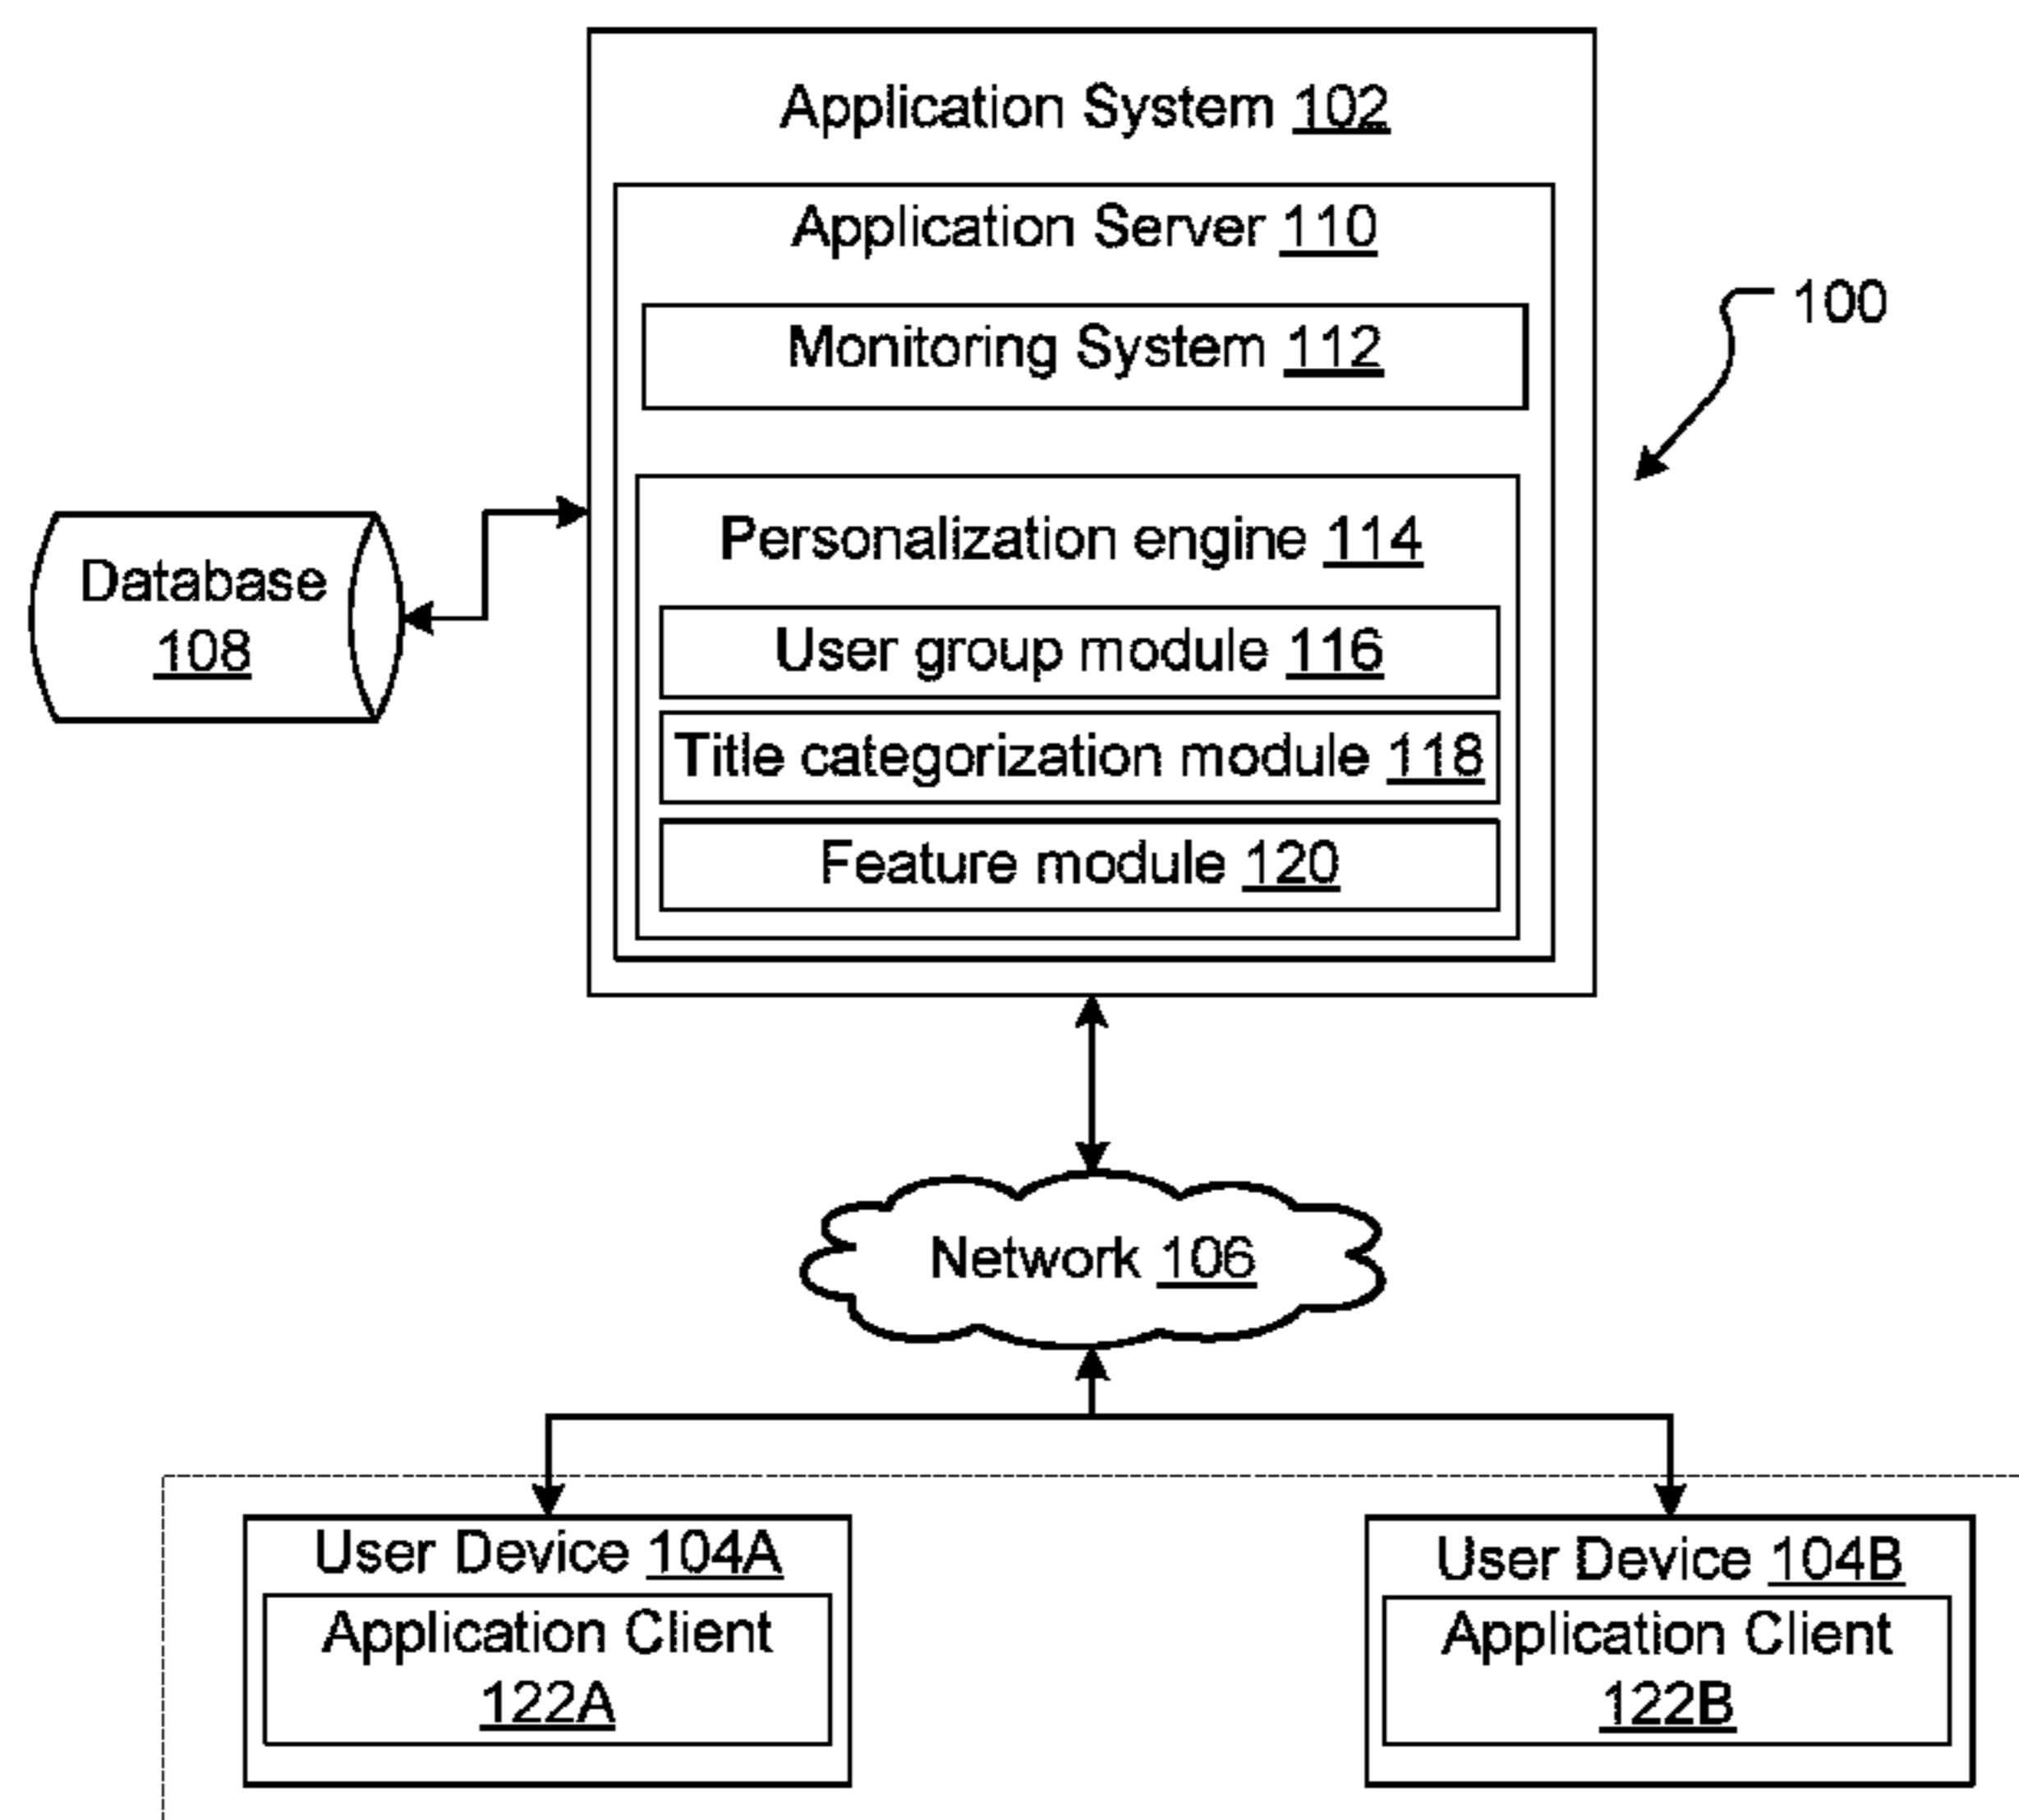 Application System 102
Application Server 110
Monitoring System 112
100
Personalization engine 114
Database
108
User group module 116
Title categorization module 118
Feature module 120
Network 106
User Device 104A
Application Client
122A
User Device 104B
Application Client
122B